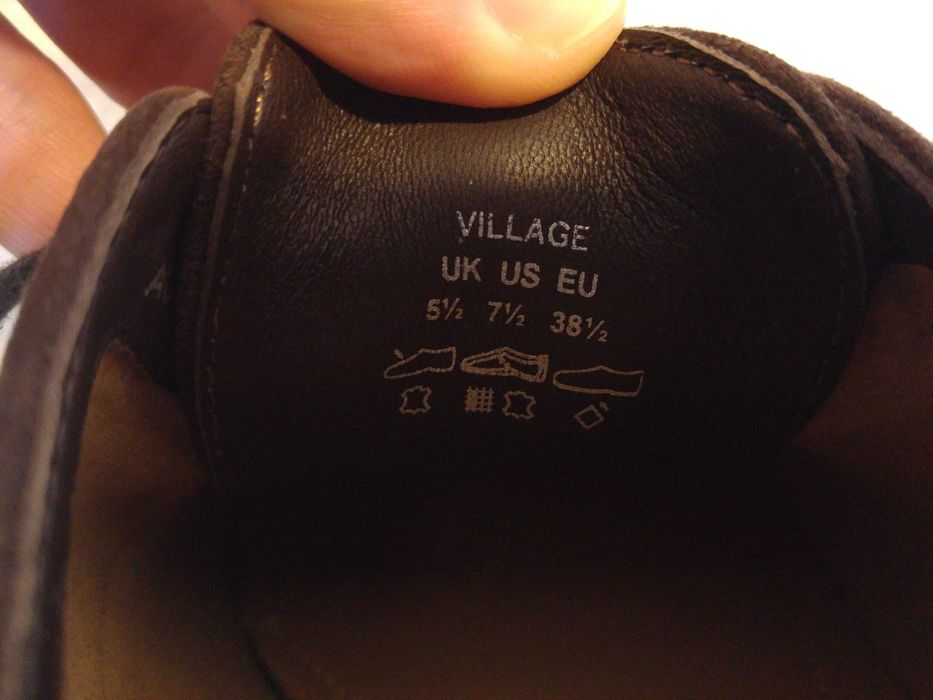 VILLAGE
UK US EU
5½ 7½ 38½